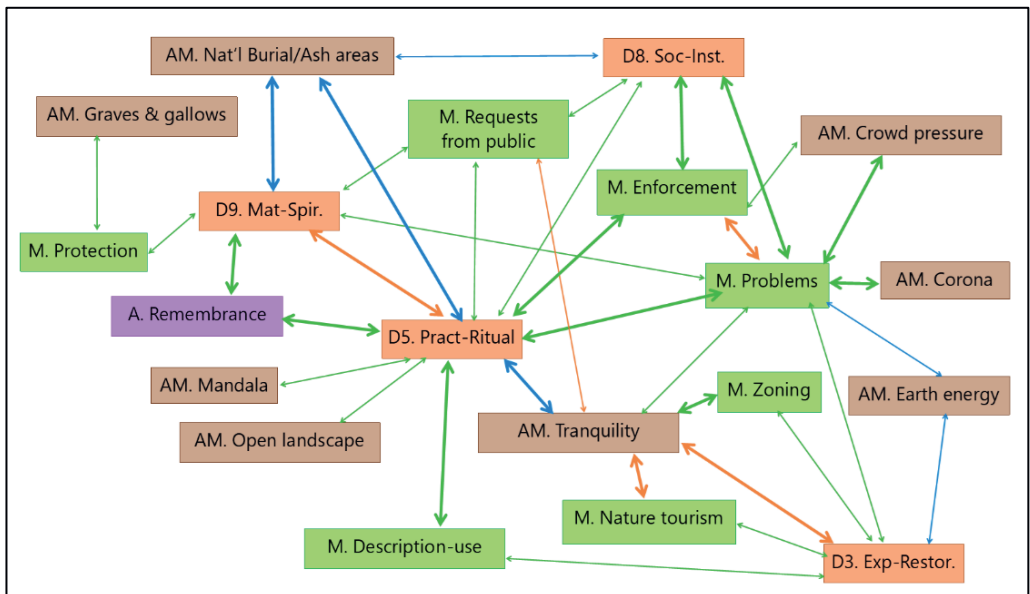 AM. Nat'l Burial/Ash areas
D8. Soc-Inst.
AM. Graves & gallows
M. Requests
from public
AM. Crowd pressure
M. Enforcement
D9. Mat-Spir.
M. Protection
M. Problems
AM. Corona
A. Remembrance
D5. Pract-Ritual
AM. Mandala
M. Zoning
AM. Earth energy
AM. Open landscape
AM. Tranquility
M. Nature tourism
M. Description-use
D3. Exp-Restor.